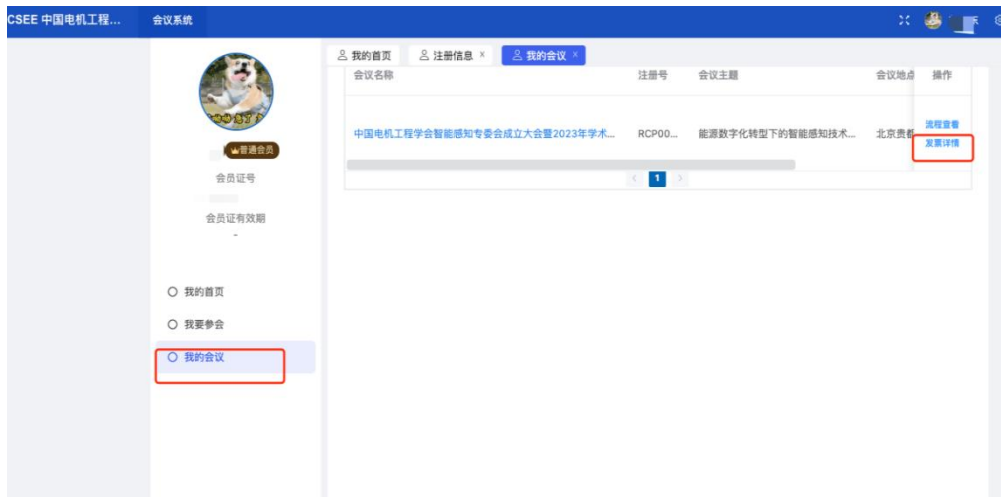 CSEE 中国电机工程... 会议系统
我的首页 注册信息 × 我的会议 ×
会议名称 注册号 会议主题 会议地点 操作
中国电机工程学会智能感知专委会成立大会暨2023年学术... RCP00... 能源数字化转型下的智能感知技术... 北京贵都 流程查看
发票详情
普通会员
< 1 >
会员证号
会员证有效期
-
我的首页
我要参会
我的会议